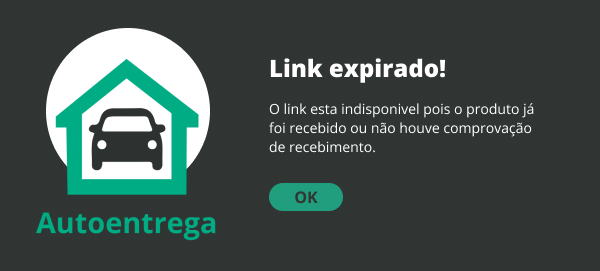 Link expirado!
O link esta indisponivel pois o produto já
foi recebido ou não houve comprovação
de recebimento.
OK
Autoentrega